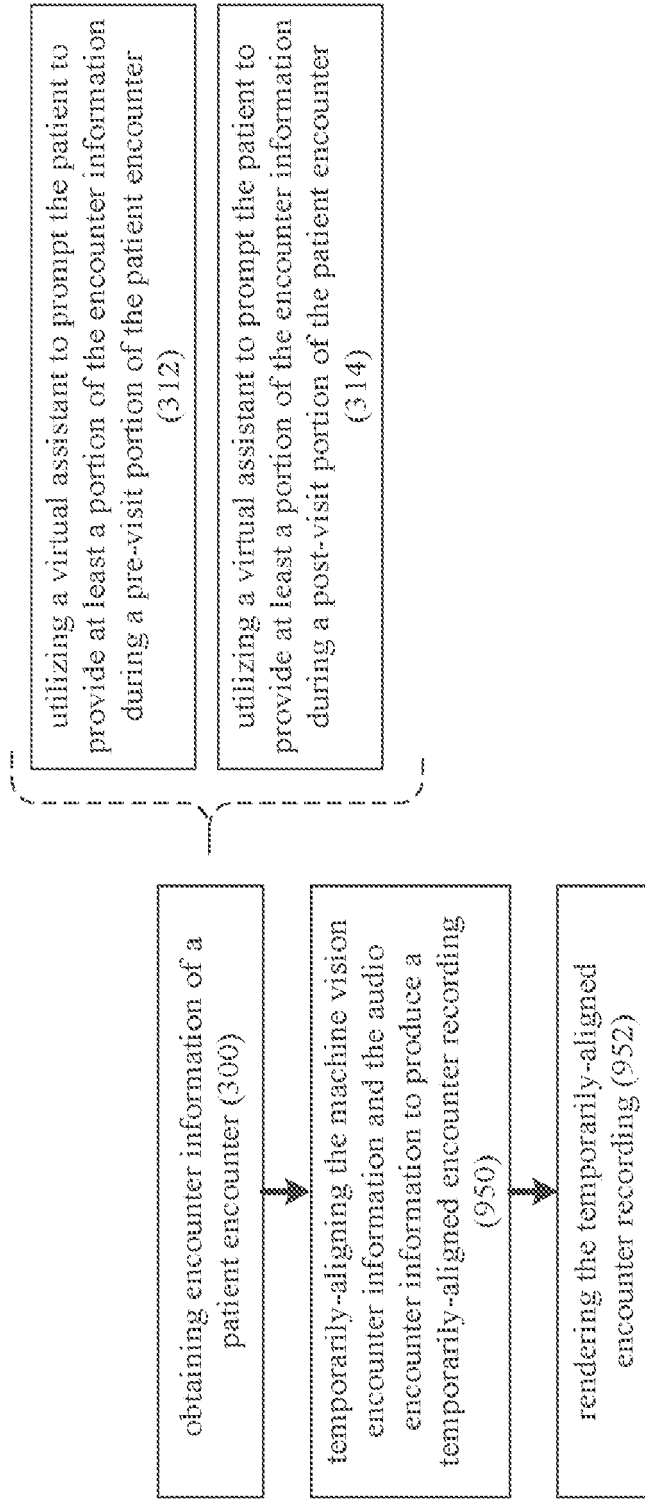 obtaining encounter information of a
patient encounter (300)
temporarily-aligning the machine vision
encounter information and the audio
encounter information to produce a
temporarily-aligned encounter recording
(950)
rendering the temporarily-aligned
encounter recording (952)
utilizing a virtual assistant to prompt the patient to
provide at least a portion of the encounter information
during a pre-visit portion of the patient encounter
(312)
utilizing a virtual assistant to prompt the patient to
provide at least a portion of the encounter information
during a post-visit portion of the patient encounter
(314)